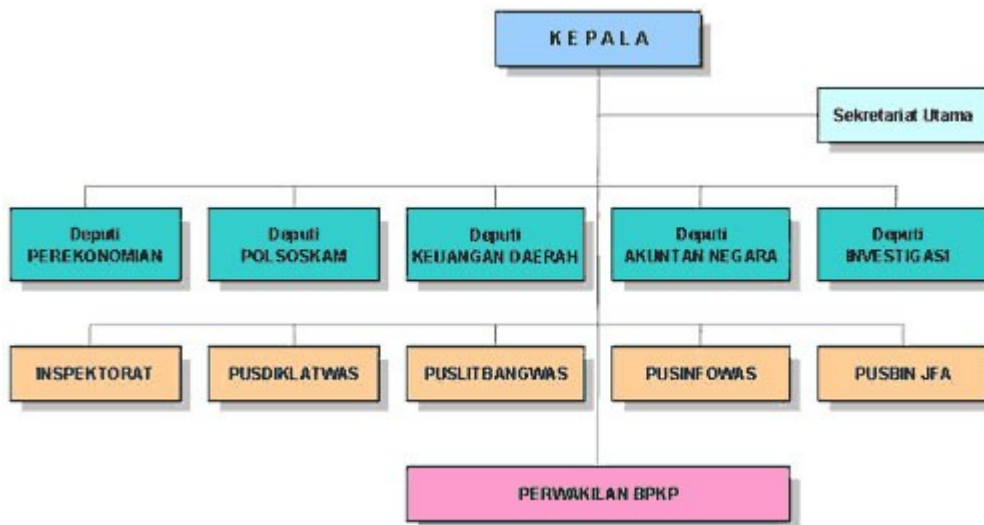 KEPALA
Sekretariat Utama
Deputi
PEREKONOMIAN
Deputi
POLSOSKAM
Deputi
KEUANGAN DAERAH
Deputi
AKUNTAN NEGARA
Deputi
INVESTIGASI
INSPEKTORAT
PUSDIKLATWAS
PUSLITBANGWAS
PUSINFOWAS
PUSBIN JFA
PERWAKILAN BPKP